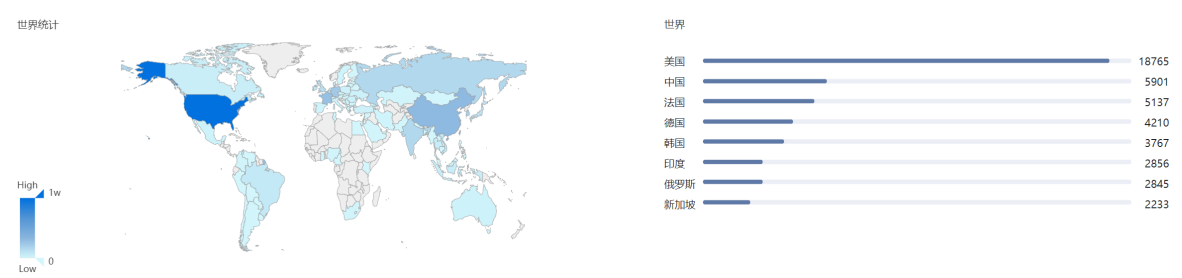 世界统计
High
1w
0
Low
世界
美国 18765
中国 5901
法国 5137
德国 4210
韩国 3767
印度 2856
俄罗斯 2845
新加坡 2233